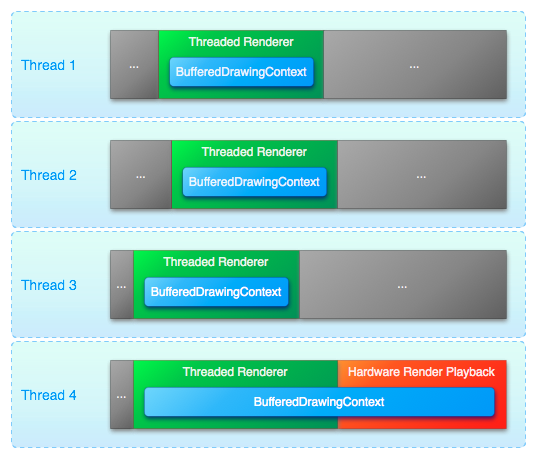 Thread 1
...
Threaded Renderer
BufferedDrawingContext
...
Thread 2
...
Threaded Renderer
BufferedDrawingContext
...
Thread 3
...
Threaded Renderer
BufferedDrawingContext
...
Thread 4
...
Threaded Renderer
Hardware Render Playback
BufferedDrawingContext